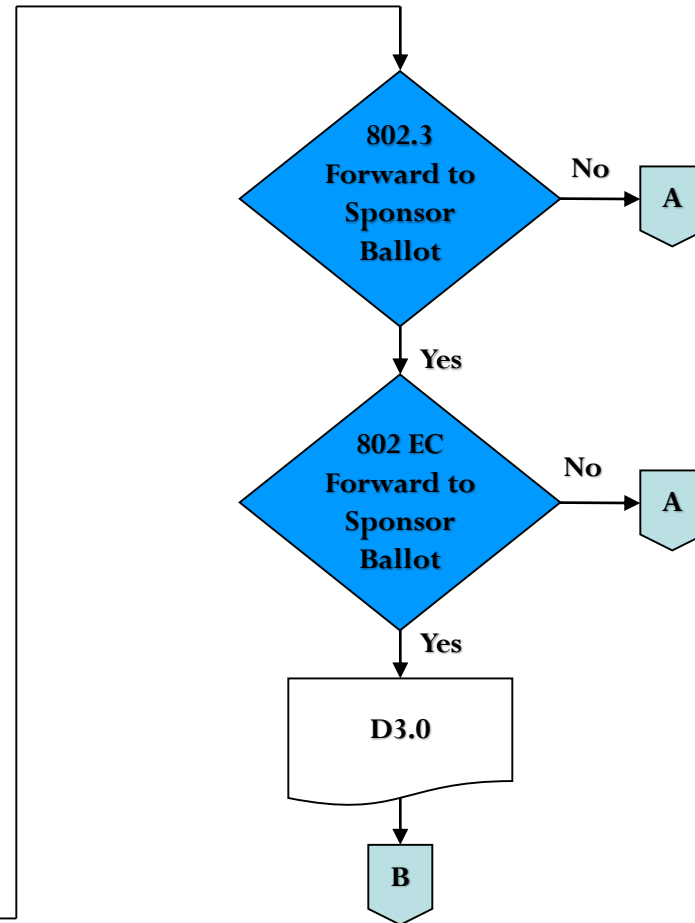 802.3
Forward to
Sponsor
Ballot
No
A
Yes
802 EC
Forward to
Sponsor
Ballot
No
A
Yes
D3.0
B